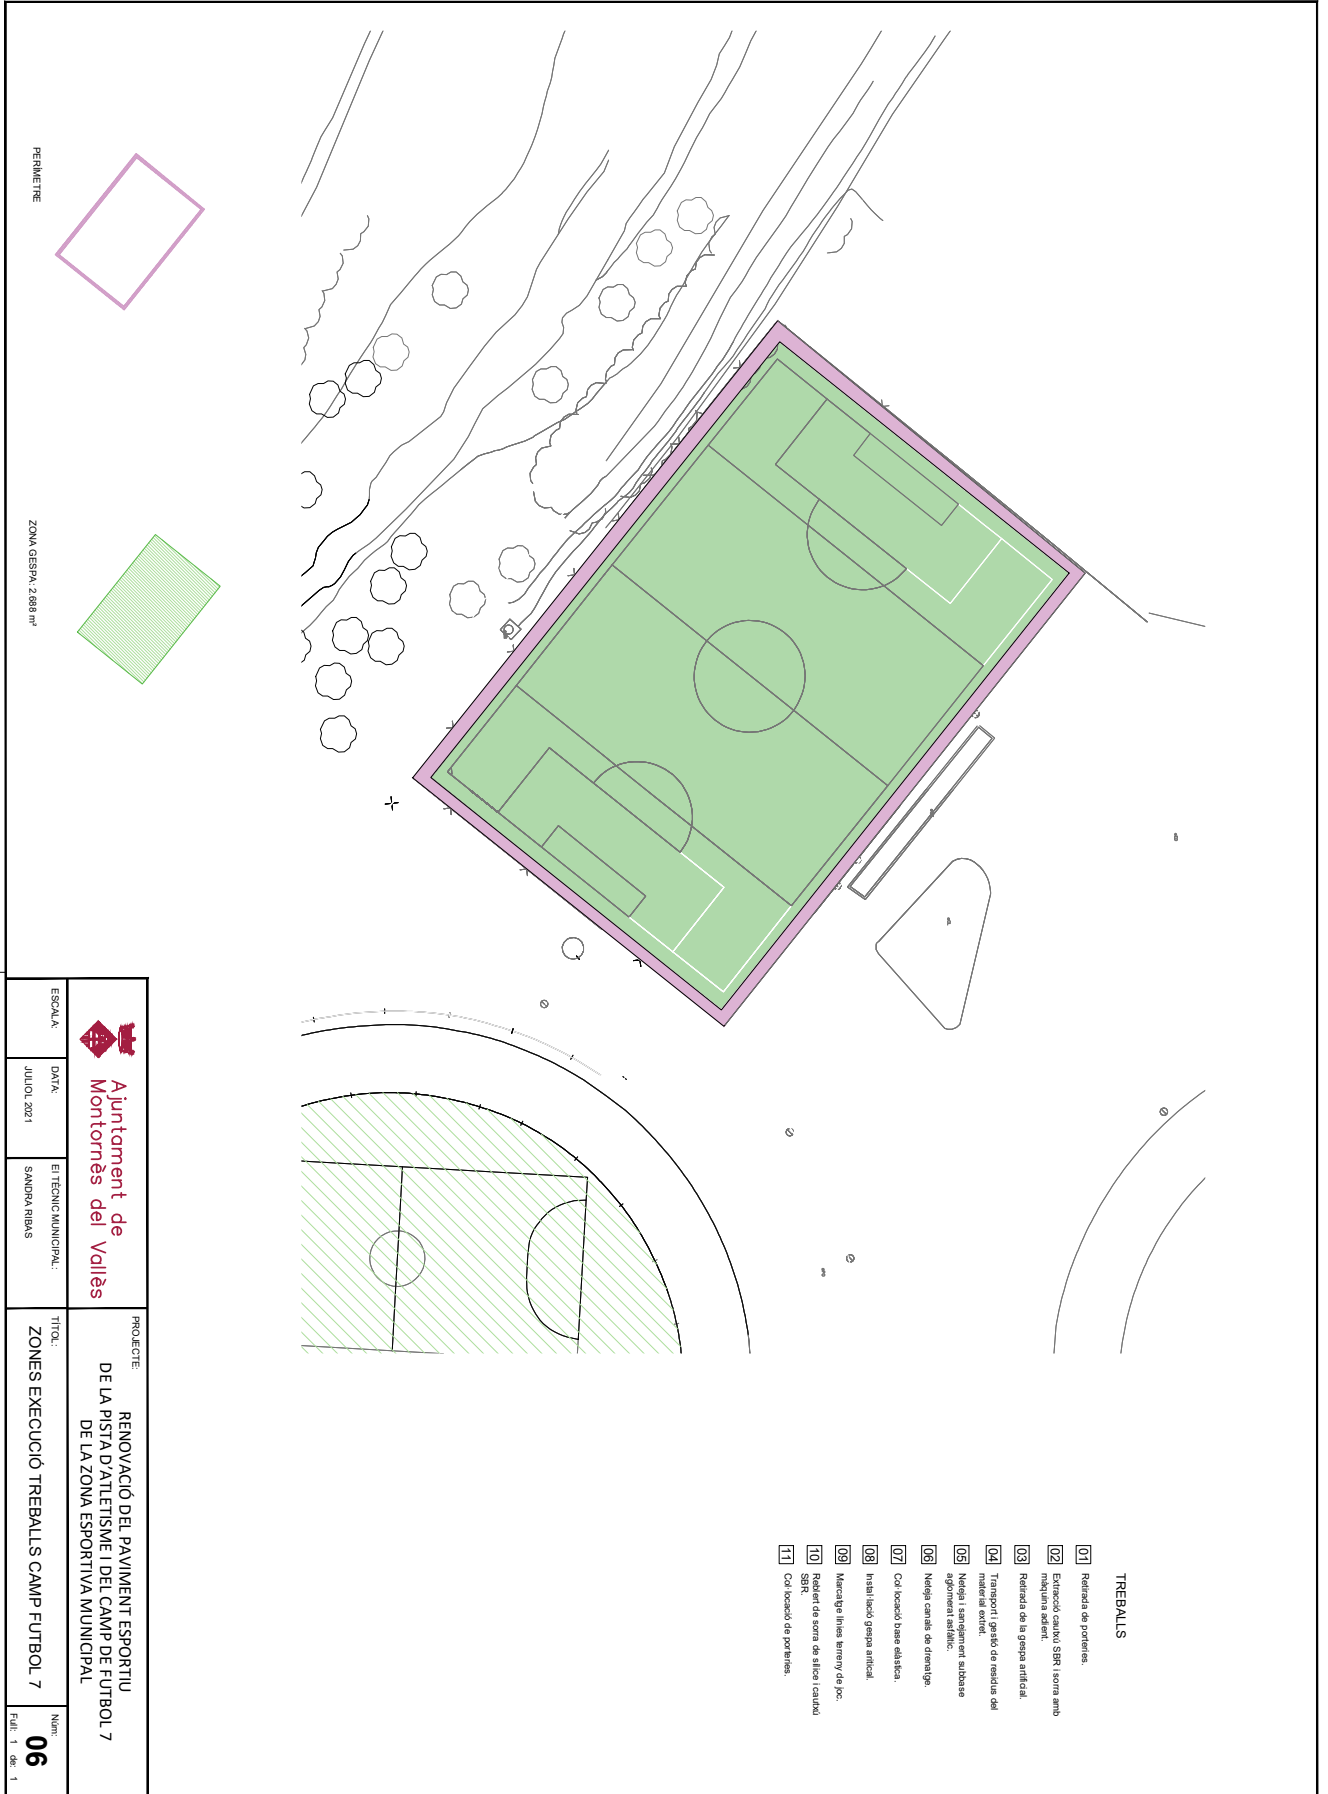 TREBALLS
01 Retirada de porteries.
02 Extracció cautxú SBR i sorra amb
màquina adient.
03 Retirada de la gespa artificial.
04 Transport i gestió de residus del
material extret.
05 Neteja i sanejament subbase
aglomerat asfàltic.
06 Neteja canals de drenatge.
07 Col·locació base elàstica.
08 Instal·lació gespa aritical.
09 Marcatge línies terreny de joc.
10 Reblert de sorra de sílice i cautxú
SBR.
11 Col·locació de porteries.
PERÍMETRE
ZONA GESPA: 2.688 m²
Ajuntament de
Montornès del Vallès
PROJECTE:
RENOVACIÓ DEL PAVIMENT ESPORTIU
DE LA PISTA D'ATLETISME I DEL CAMP DE FUTBOL 7
DE LA ZONA ESPORTIVA MUNICIPAL
ESCALA:
DATA:
JULIOL 2021
El TÈCNIC MUNICIPAL:
SANDRA RIBAS
TÍTOL:
ZONES EXECUCIÓ TREBALLS CAMP FUTBOL 7
Núm:
06
Full: 1 de: 1